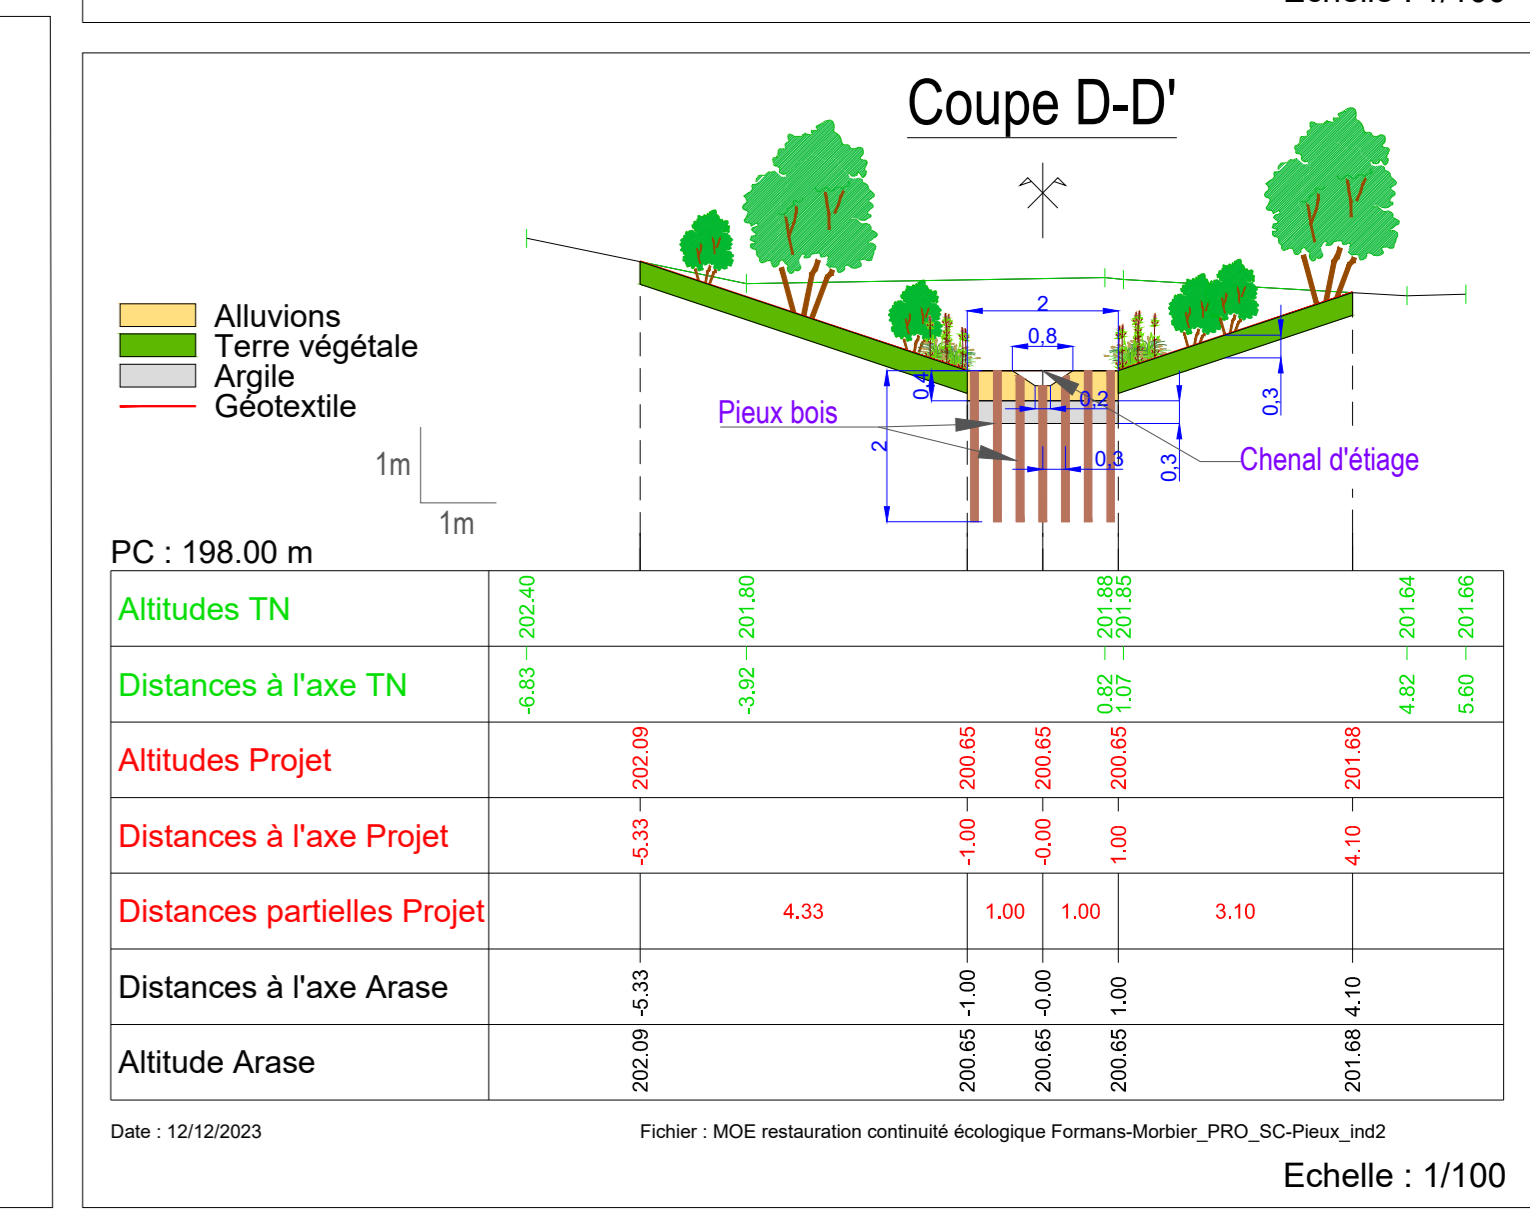 Coupe D-D'
Alluvions
Terre végétale
Argile
Géotextile
2
0,8
0,4
0,2
0,3
Pieux bois
2
0,3
0,3
Chenal d'étiage
1m
1m
PC : 198.00 m
Altitudes TN 202.40 201.80 201.88 201.85 201.64 201.66
Distances à l'axe TN -6.83 -3.92 0.82 1.07 4.82 5.60
Altitudes Projet 202.09 200.65 200.65 200.65 201.68
Distances à l'axe Projet -5.33 -1.00 -0.00 1.00 4.10
Distances partielles Projet 4.33 1.00 1.00 3.10
Distances à l'axe Arase -5.33 -1.00 -0.00 1.00 4.10
Altitude Arase 202.09 200.65 200.65 200.65 201.68
Date : 12/12/2023
Fichier : MOE restauration continuité écologique Formans-Morbier_PRO_SC-Pieux_ind2
Echelle : 1/100